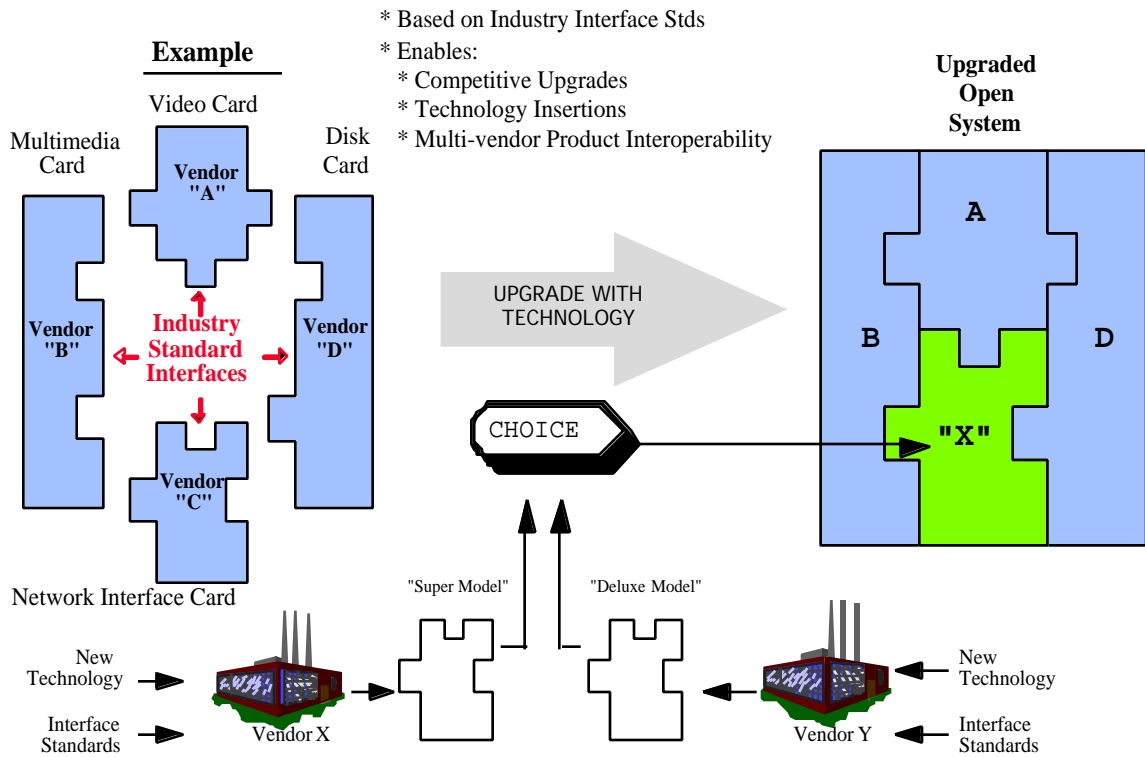 * Based on Industry Interface Stds
* Enables:
* Competitive Upgrades
* Technology Insertions
* Multi-vendor Product Interoperability
Example
Video Card
Multimedia
Card
Disk
Card
Vendor
"A"
Vendor
"B"
Industry
Standard
Interfaces
Vendor
"D"
Vendor
"C"
Network Interface Card
UPGRADE WITH
TECHNOLOGY
CHOICE
Upgraded
Open
System
A
B
D
"X"
"Super Model"
"Deluxe Model"
New
Technology
Interface
Standards
Vendor X
Vendor Y
New
Technology
Interface
Standards